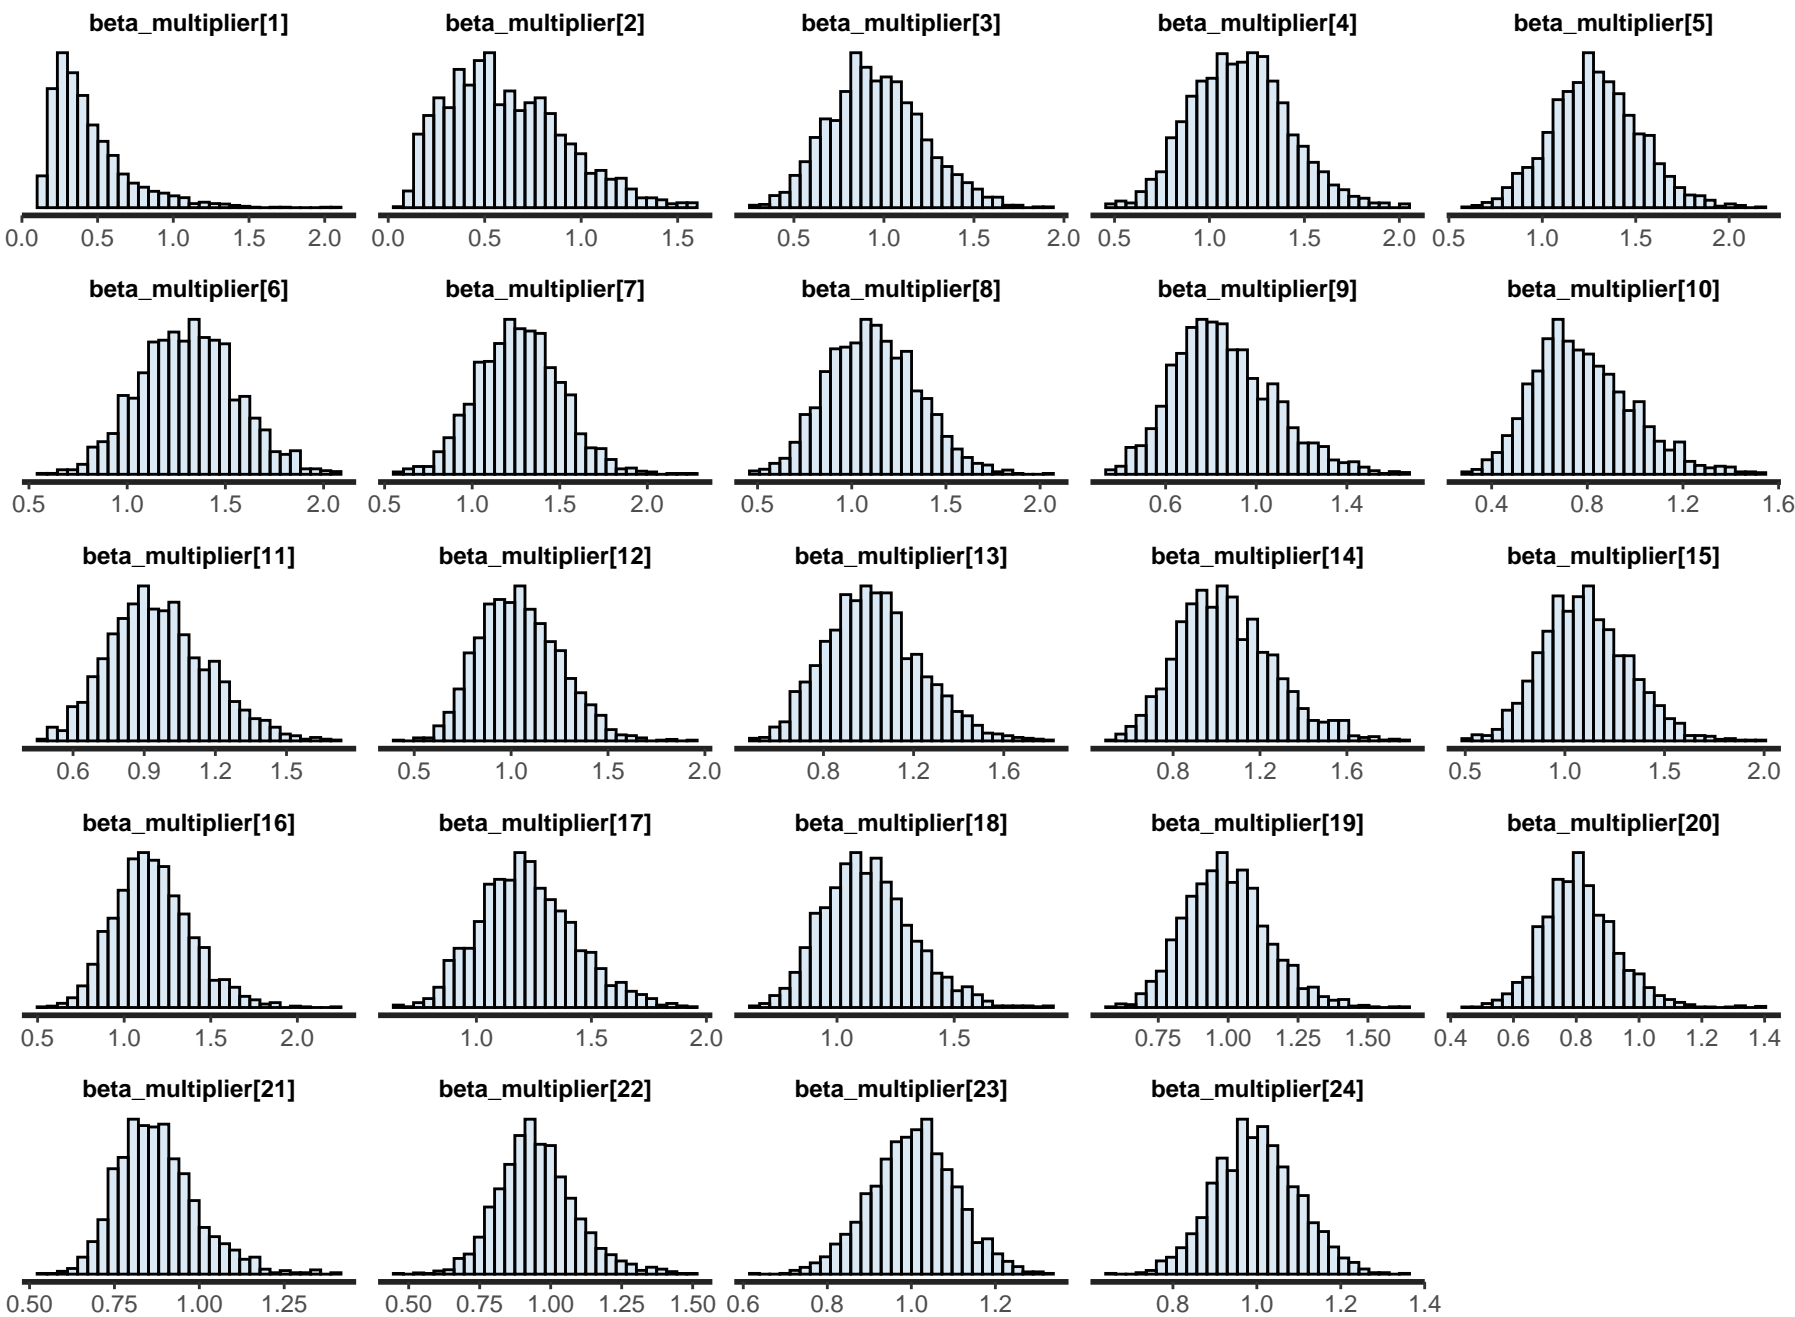 beta_multiplier[1] beta_multiplier[2] beta_multiplier[3] beta_multiplier[4] beta_multiplier[5]
0.0 0.5 1.0 1.5 2.0 0.0 0.5 1.0 1.5 0.5 1.0 1.5 2.0 0.5 1.0 1.5 2.0 0.5 1.0 1.5 2.0
beta_multiplier[6] beta_multiplier[7] beta_multiplier[8] beta_multiplier[9] beta_multiplier[10]
0.5 1.0 1.5 2.0 0.5 1.0 1.5 2.0 0.5 1.0 1.5 2.0 0.6 1.0 1.4 0.4 0.8 1.2 1.6
beta_multiplier[11] beta_multiplier[12] beta_multiplier[13] beta_multiplier[14] beta_multiplier[15]
0.6 0.9 1.2 1.5 0.5 1.0 1.5 2.0 0.8 1.2 1.6 0.8 1.2 1.6 0.5 1.0 1.5 2.0
beta_multiplier[16] beta_multiplier[17] beta_multiplier[18] beta_multiplier[19] beta_multiplier[20]
0.5 1.0 1.5 2.0 1.0 1.5 2.0 1.0 1.5 0.75 1.00 1.25 1.50 0.4 0.6 0.8 1.0 1.2 1.4
beta_multiplier[21] beta_multiplier[22] beta_multiplier[23] beta_multiplier[24]
0.50 0.75 1.00 1.25 0.50 0.75 1.00 1.25 1.50 0.6 0.8 1.0 1.2 0.8 1.0 1.2 1.4